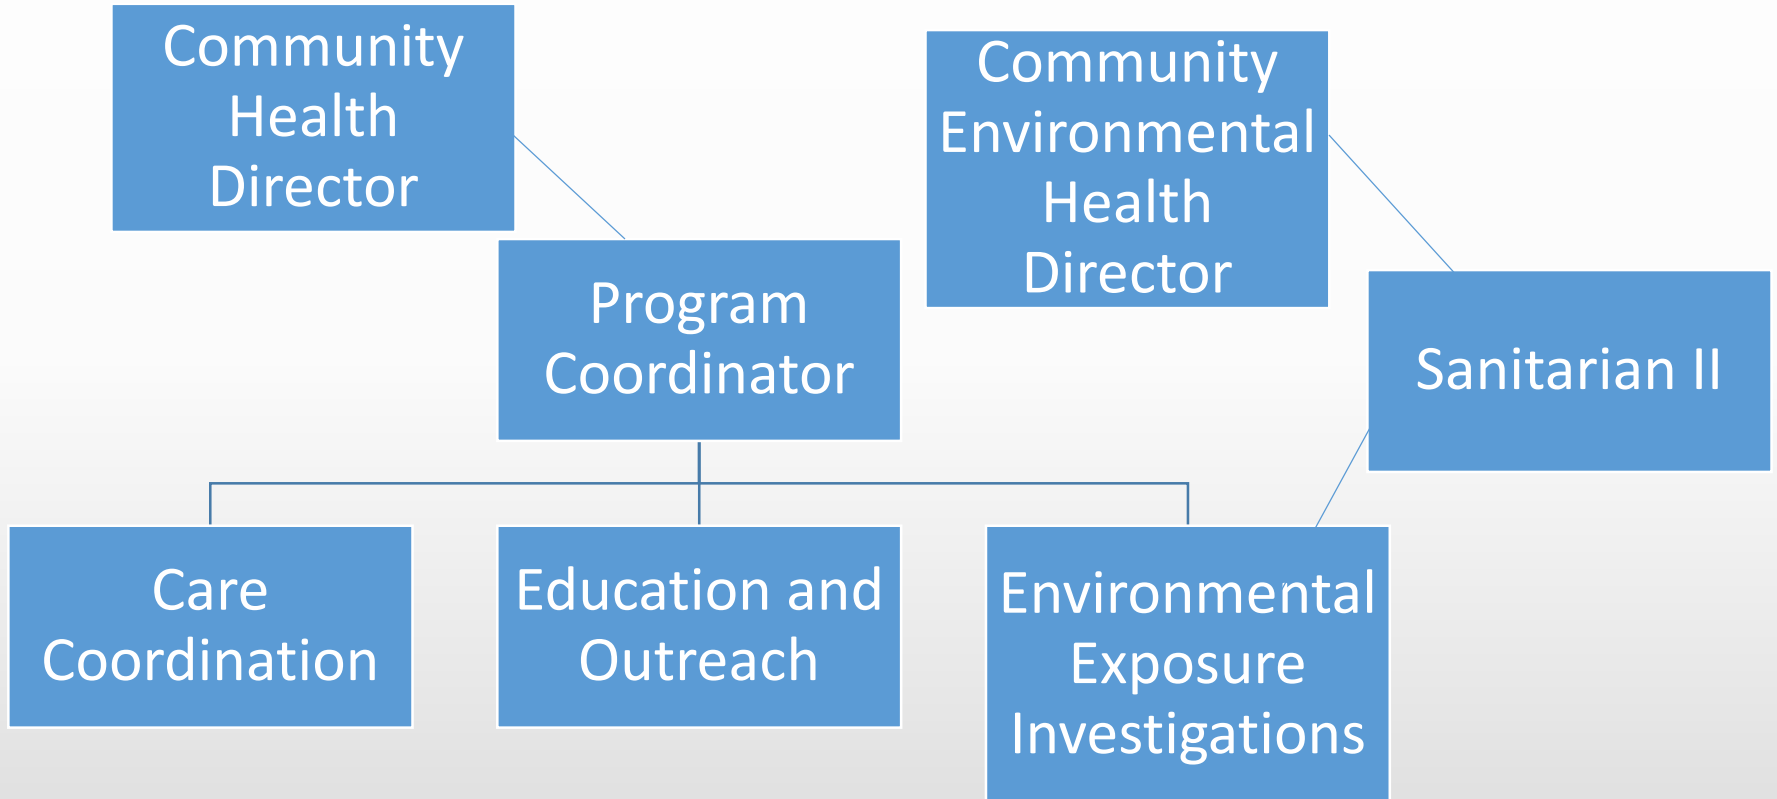 Community
Health
Director
Community
Environmental
Health
Director
Program
Coordinator
Sanitarian II
Care
Coordination
Education and
Outreach
Environmental
Exposure
Investigations